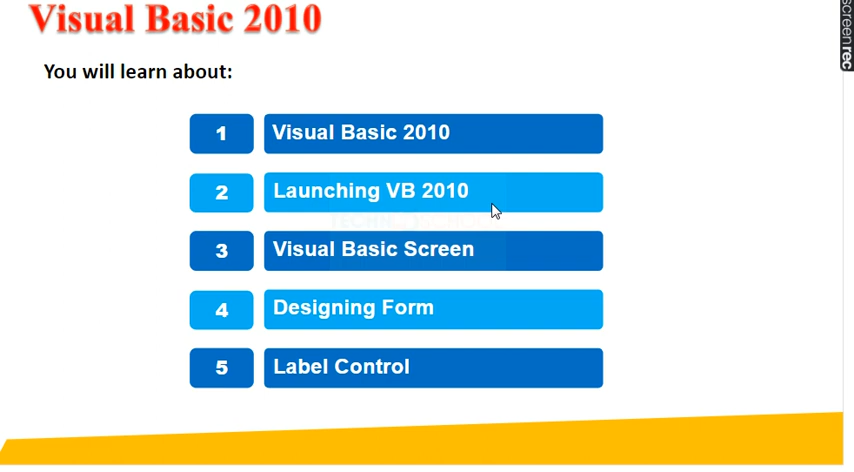 Visual Basic 2010
You will learn about:
1 Visual Basic 2010
2 Launching VB 2010
3 Visual Basic Screen
4 Designing Form
5 Label Control
screenrec